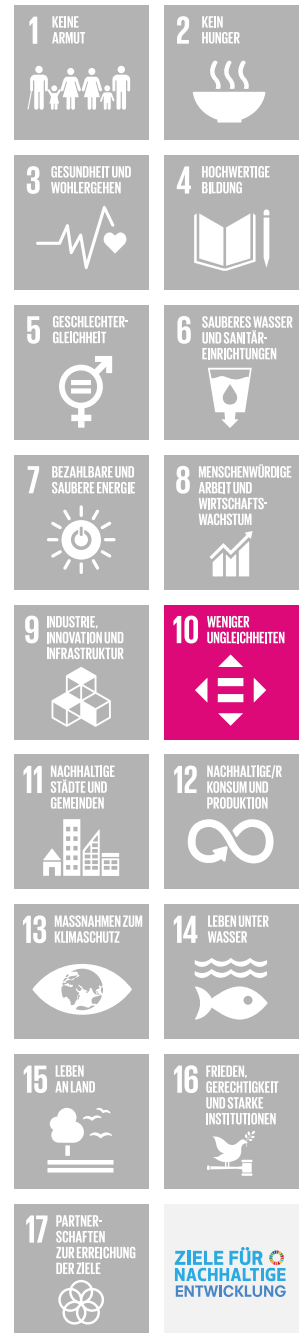 1 KEINE
ARMUT
2 KEIN
HUNGER
3 GESUNDHEIT UND
WOHLERGEHEN
4 HOCHWERTIGE
BILDUNG
5 GESCHLECHTER-
GLEICHHEIT
6 SAUBERES WASSER
UND SANITÄR-
EINRICHTUNGEN
7 BEZAHLBARE UND
SAUBERE ENERGIE
8 MENSCHENWÜRDIGE
ARBEIT UND
WIRTSCHAFTS-
WACHSTUM
9 INDUSTRIE,
INNOVATION UND
INFRASTRUKTUR
10 WENIGER
UNGLEICHHEITEN
11 NACHHALTIGE
STÄDTE UND
GEMEINDEN
12 NACHHALTIGE/R
KONSUM UND
PRODUKTION
13 MASSNAHMEN ZUM
KLIMASCHUTZ
14 LEBEN UNTER
WASSER
15 LEBEN
AN LAND
16 FRIEDEN,
GERECHTIGKEIT
UND STARKE
INSTITUTIONEN
17 PARTNER-
SCHAFTEN
ZUR ERREICHUNG
DER ZIELE
ZIELE FÜR
NACHHALTIGE
ENTWICKLUNG